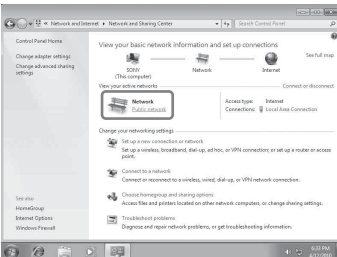 « Network and Internet ▸ Network and Sharing Center
Search Control Panel
Control Panel Home
Change adapter settings
Change advanced sharing
settings
View your basic network information and set up connections
See full map
SONY
(This computer)
Network
Internet
View your active networks
Connect or disconnect
Network
Public network
Access type: Internet
Connections: Local Area Connection
Change your networking settings
Set up a new connection or network
Set up a wireless, broadband, dial-up, ad hoc, or VPN connection; or set up a router or access
point.
Connect to a network
Connect or reconnect to a wireless, wired, dial-up, or VPN network connection.
Choose homegroup and sharing options
Access files and printers located on other network computers, or change sharing settings.
Troubleshoot problems
Diagnose and repair network problems, or get troubleshooting information.
See also
HomeGroup
Internet Options
Windows Firewall
6:33 PM